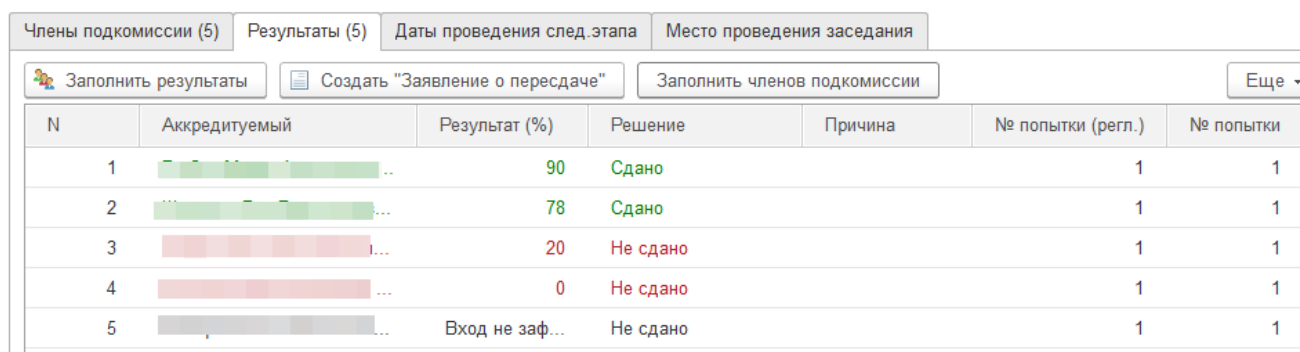 Члены подкомиссии (5) Результаты (5) Даты проведения след.этапа Место проведения заседания
Заполнить результаты Создать "Заявление о пересдаче" Заполнить членов подкомиссии Еще
N Аккредитуемый Результат (%) Решение Причина № попытки (регл.) № попытки
1 .. 90 Сдано 1 1
2 ... 78 Сдано 1 1
3 ... 20 Не сдано 1 1
4 ... 0 Не сдано 1 1
5 ... Вход не заф... Не сдано 1 1